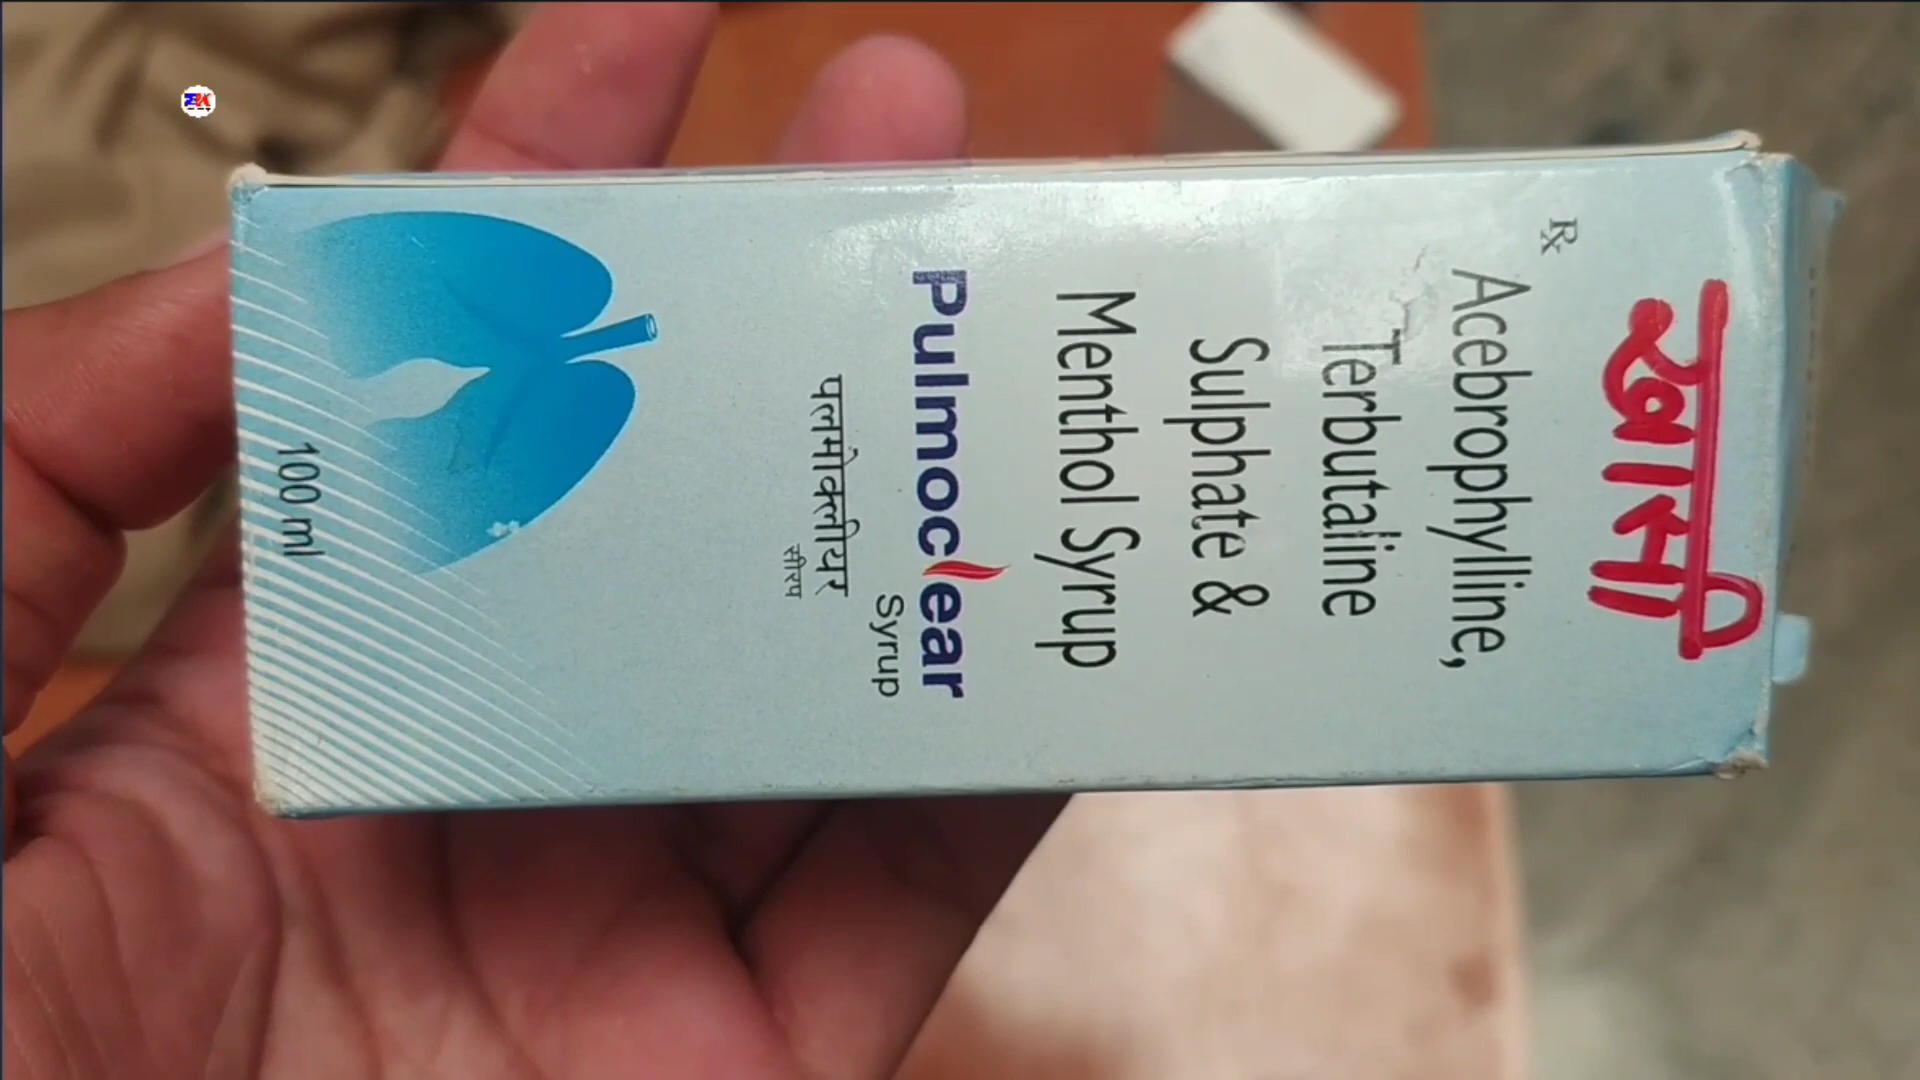 खासी
Rx
Acebrophylline,
Terbutaline
Sulphate &
Menthol Syrup
Pulmoclear
Syrup
पलमोक्लीयर
सीरप
100 ml